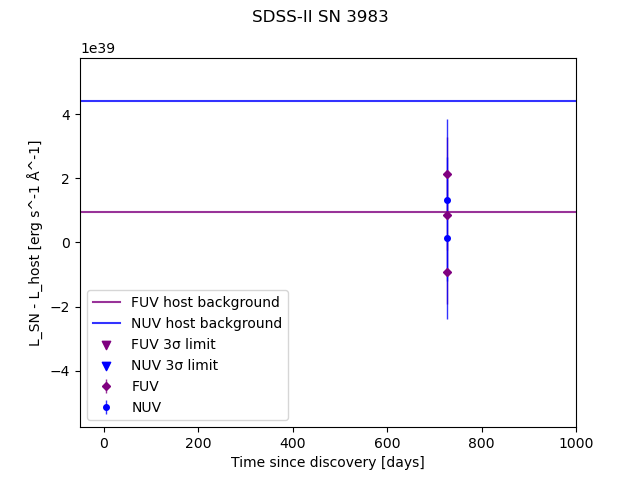 SDSS-II SN 3983
1e39
4
2
0
−2
−4
L_SN - L_host [erg s^-1 Å^-1]
FUV host background
NUV host background
FUV 3σ limit
NUV 3σ limit
FUV
NUV
0 200 400 600 800 1000
Time since discovery [days]